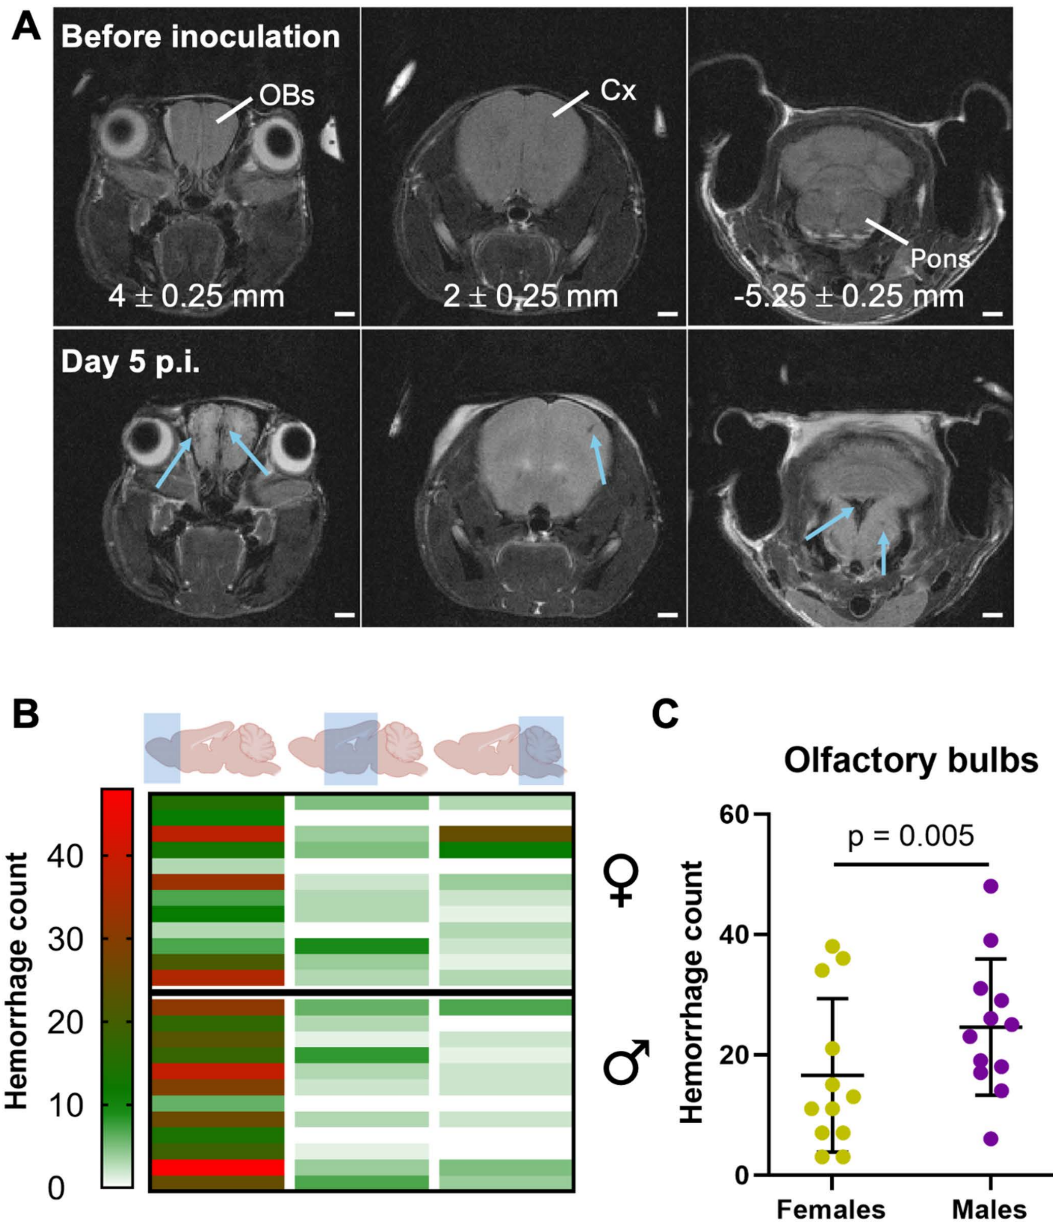 A
Before inoculation
OBs
Cx
Pons
4 ± 0.25 mm
2 ± 0.25 mm
-5.25 ± 0.25 mm
Day 5 p.i.
B
Hemorrhage count
40
30
20
10
0
♀
♂
C
Olfactory bulbs
p = 0.005
Hemorrhage count
60
40
20
0
Females
Males